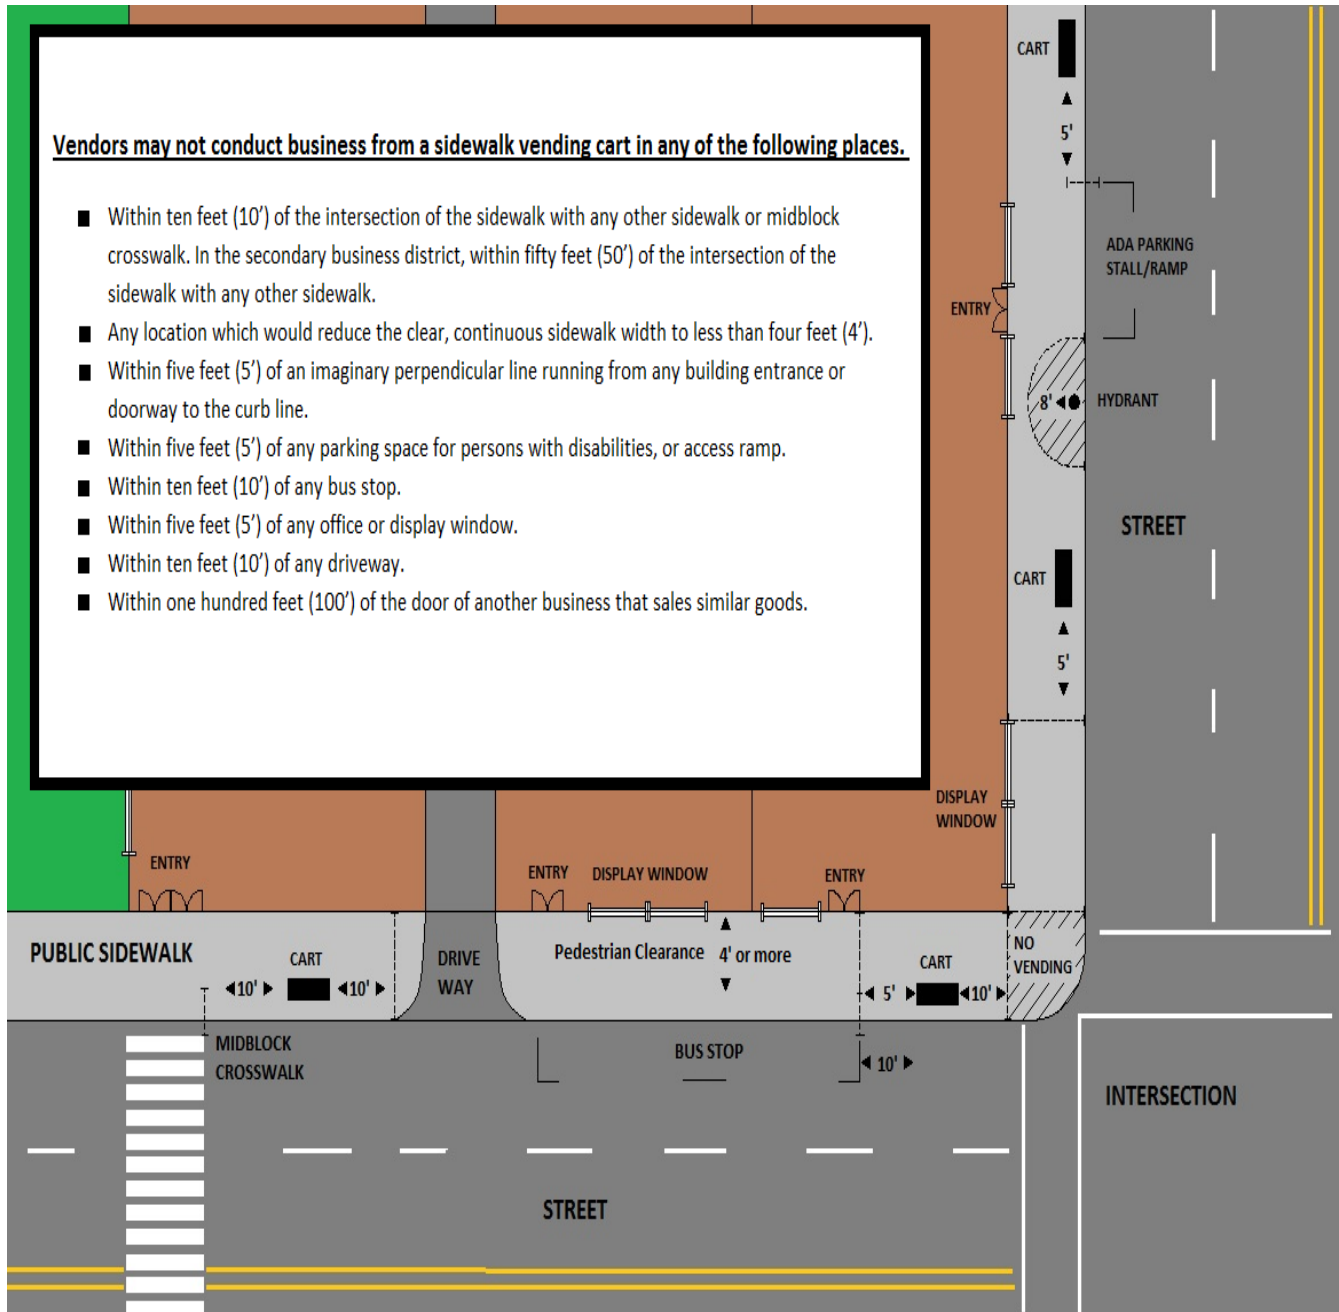 Vendors may not conduct business from a sidewalk vending cart in any of the following places.
■ Within ten feet (10') of the intersection of the sidewalk with any other sidewalk or midblock
crosswalk. In the secondary business district, within fifty feet (50') of the intersection of the
sidewalk with any other sidewalk.
■ Any location which would reduce the clear, continuous sidewalk width to less than four feet (4').
■ Within five feet (5') of an imaginary perpendicular line running from any building entrance or
doorway to the curb line.
■ Within five feet (5') of any parking space for persons with disabilities, or access ramp.
■ Within ten feet (10') of any bus stop.
■ Within five feet (5') of any office or display window.
■ Within ten feet (10') of any driveway.
■ Within one hundred feet (100') of the door of another business that sales similar goods.
CART
5'
ADA PARKING
STALL/RAMP
ENTRY
8'
HYDRANT
STREET
CART
5'
DISPLAY
WINDOW
ENTRY
ENTRY
DISPLAY WINDOW
ENTRY
PUBLIC SIDEWALK
CART
10'
10'
DRIVE
WAY
Pedestrian Clearance
4' or more
CART
5'
10'
NO
VENDING
MIDBLOCK
CROSSWALK
BUS STOP
10'
INTERSECTION
STREET